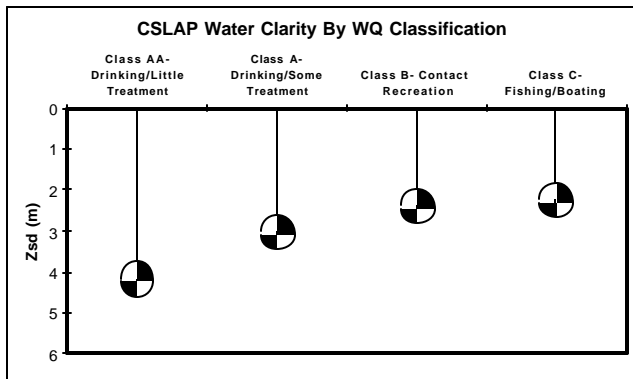 CSLAP Water Clarity By WQ Classification
Class AA-
Drinking/Little
Treatment
Class A-
Drinking/Some
Treatment
Class B- Contact
Recreation
Class C-
Fishing/Boating
0
1
2
3
4
5
6
Zsd (m)